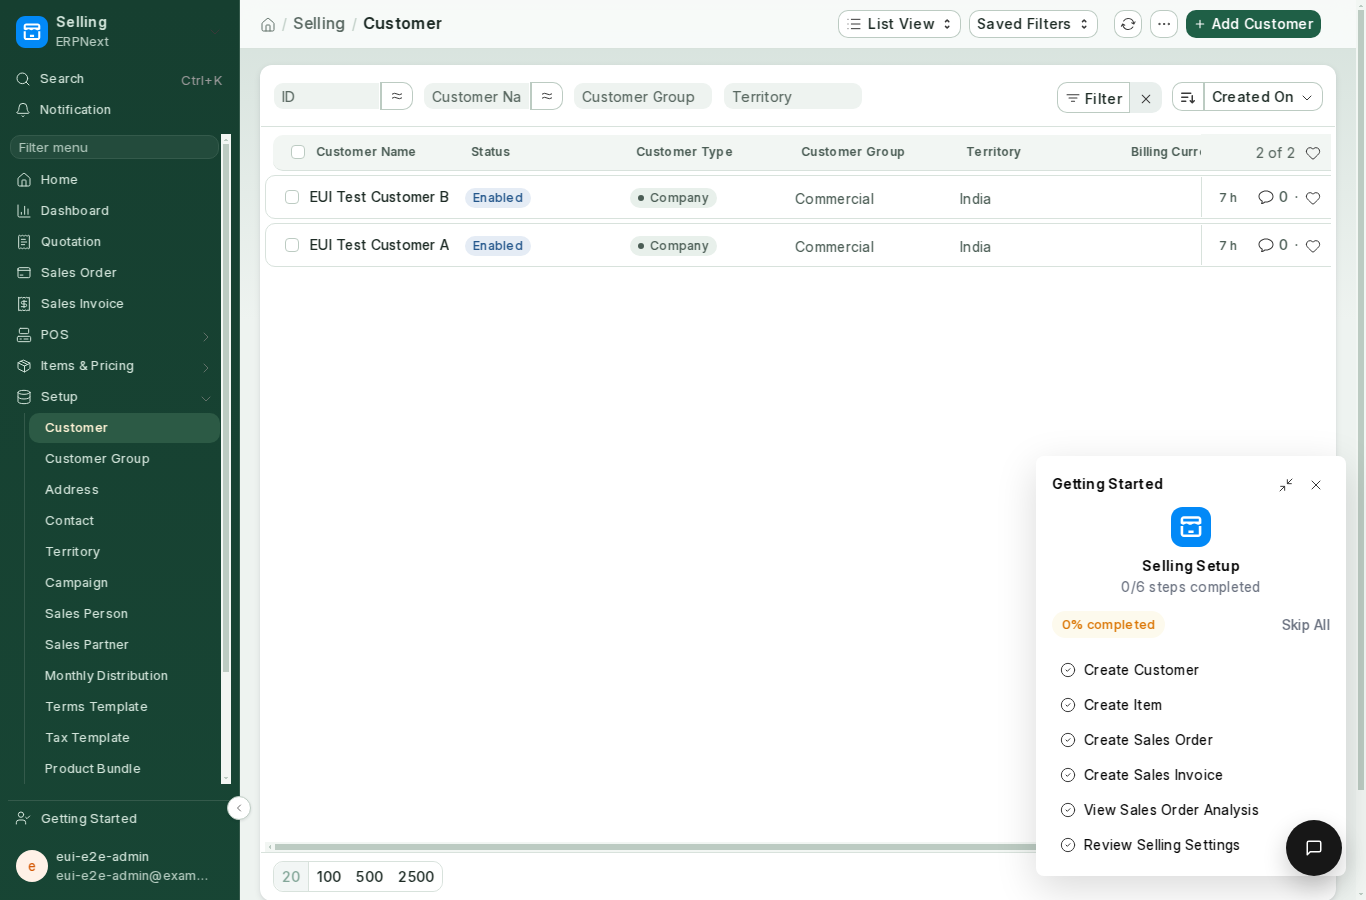 Selling
ERPNext
Search
Ctrl+K
Notification
Filter menu
Home
Dashboard
Quotation
Sales Order
Sales Invoice
POS
Items & Pricing
Setup
Customer
Customer Group
Address
Contact
Territory
Campaign
Sales Person
Sales Partner
Monthly Distribution
Terms Template
Tax Template
Product Bundle
Getting Started
e
eui-e2e-admin
eui-e2e-admin@exam...
/ Selling / Customer
List View
Saved Filters
+ Add Customer
ID
≈
Customer Na
≈
Customer Group
Territory
Filter
Created On
Customer Name Status Customer Type Customer Group Territory Billing Curre 2 of 2
EUI Test Customer B Enabled Company Commercial India 7 h 0 ·
EUI Test Customer A Enabled Company Commercial India 7 h 0 ·
20 100 500 2500
Getting Started
Selling Setup
0/6 steps completed
0% completed
Skip All
Create Customer
Create Item
Create Sales Order
Create Sales Invoice
View Sales Order Analysis
Review Selling Settings